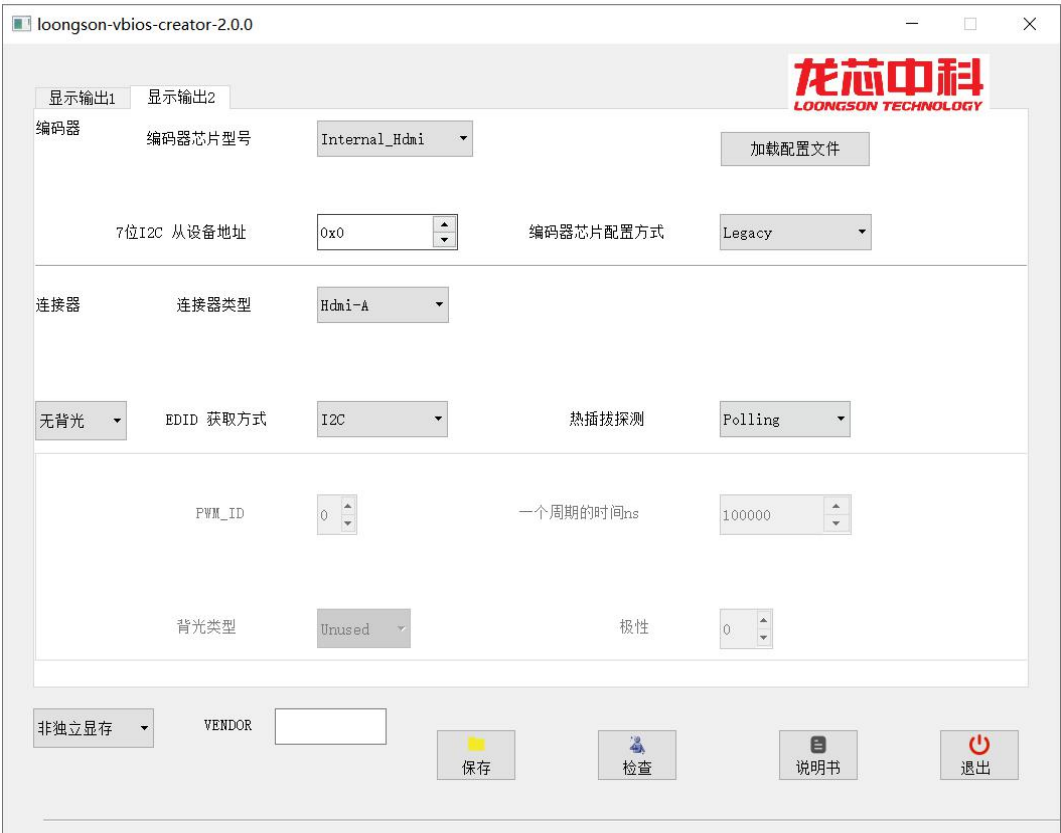 loongson-vbios-creator-2.0.0
龙芯中科
LOONGSON TECHNOLOGY
显示输出1 显示输出2
编码器 编码器芯片型号 Internal_Hdmi 加载配置文件
7位I2C 从设备地址 0x0 编码器芯片配置方式 Legacy
连接器 连接器类型 Hdmi-A
无背光 EDID 获取方式 I2C 热插拔探测 Polling
PWM_ID 0 一个周期的时间ns 100000
背光类型 Unused 极性 0
非独立显存 VENDOR
保存 检查 说明书 退出